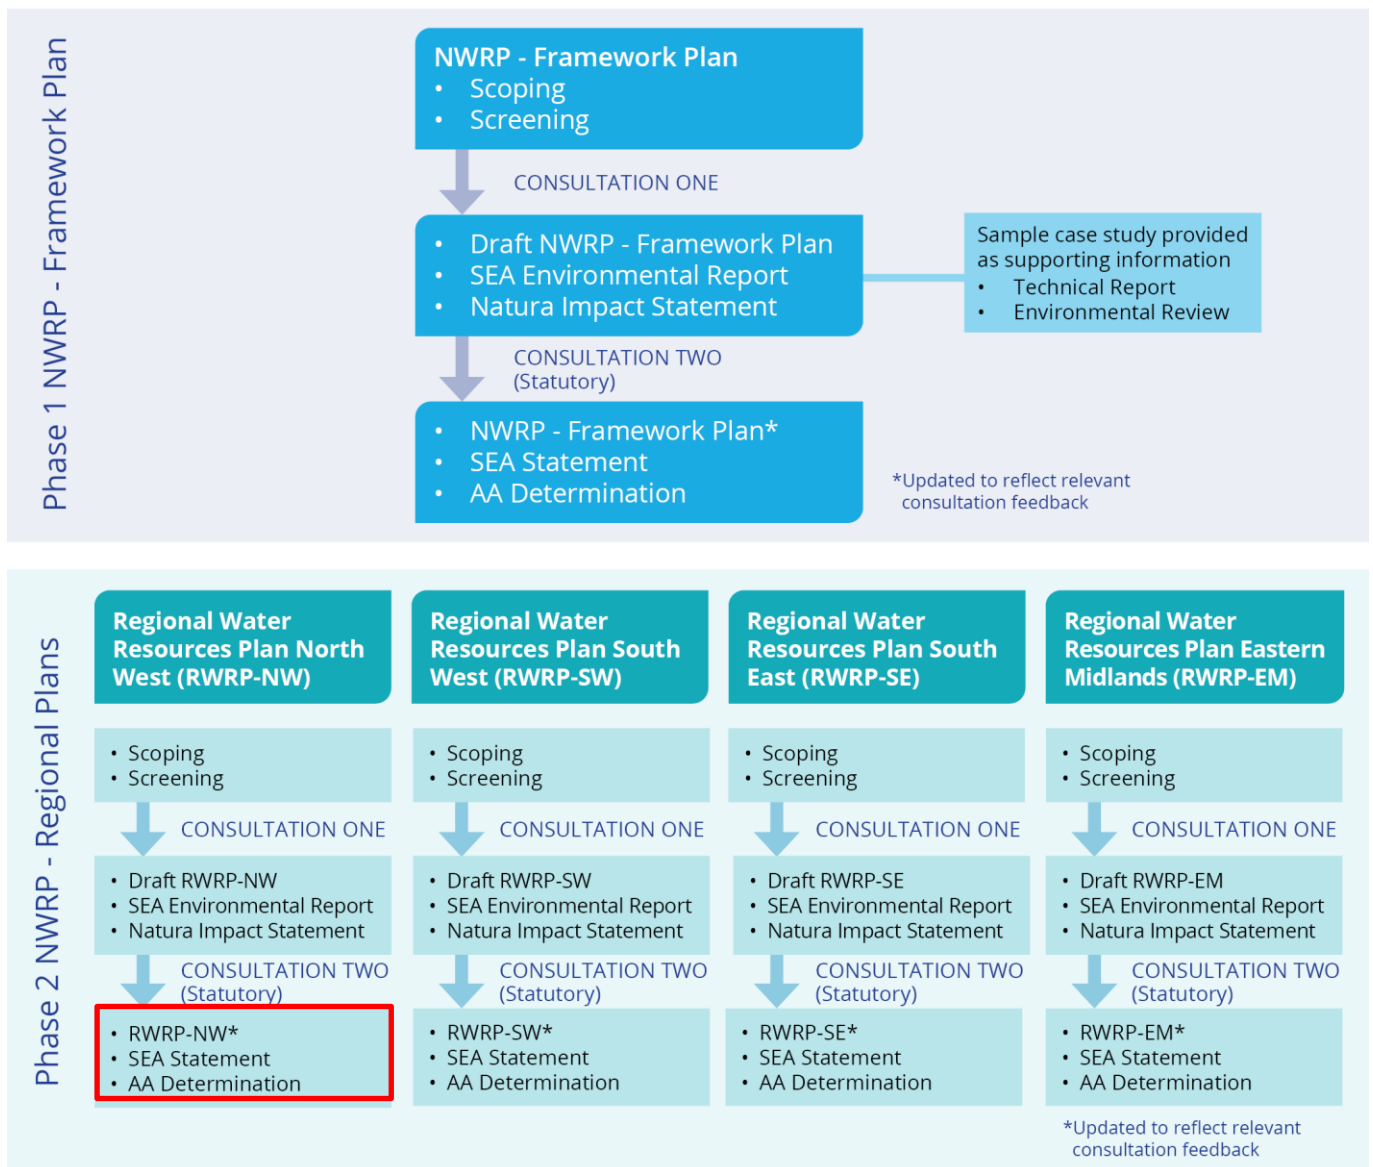 Phase 1 NWRP - Framework Plan
NWRP - Framework Plan
• Scoping
• Screening
CONSULTATION ONE
• Draft NWRP - Framework Plan
• SEA Environmental Report
• Natura Impact Statement
Sample case study provided
as supporting information
• Technical Report
• Environmental Review
CONSULTATION TWO
(Statutory)
• NWRP - Framework Plan*
• SEA Statement
• AA Determination
*Updated to reflect relevant
consultation feedback
Phase 2 NWRP - Regional Plans
Regional Water
Resources Plan North
West (RWRP-NW)
• Scoping
• Screening
CONSULTATION ONE
• Draft RWRP-NW
• SEA Environmental Report
• Natura Impact Statement
CONSULTATION TWO
(Statutory)
• RWRP-NW*
• SEA Statement
• AA Determination
Regional Water
Resources Plan South
West (RWRP-SW)
• Scoping
• Screening
CONSULTATION ONE
• Draft RWRP-SW
• SEA Environmental Report
• Natura Impact Statement
CONSULTATION TWO
(Statutory)
• RWRP-SW*
• SEA Statement
• AA Determination
Regional Water
Resources Plan South
East (RWRP-SE)
• Scoping
• Screening
CONSULTATION ONE
• Draft RWRP-SE
• SEA Environmental Report
• Natura Impact Statement
CONSULTATION TWO
(Statutory)
• RWRP-SE*
• SEA Statement
• AA Determination
Regional Water
Resources Plan Eastern
Midlands (RWRP-EM)
• Scoping
• Screening
CONSULTATION ONE
• Draft RWRP-EM
• SEA Environmental Report
• Natura Impact Statement
CONSULTATION TWO
(Statutory)
• RWRP-EM*
• SEA Statement
• AA Determination
*Updated to reflect relevant
consultation feedback